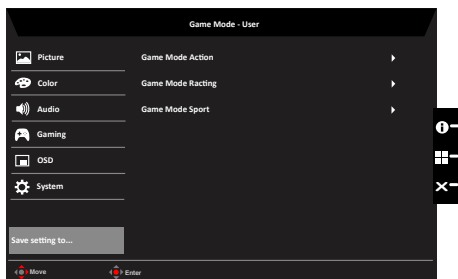 Game Mode - User
Picture
Game Mode Action
Color
Game Mode Racting
Audio
Game Mode Sport
Gaming
OSD
System
Save setting to...
Move
Enter